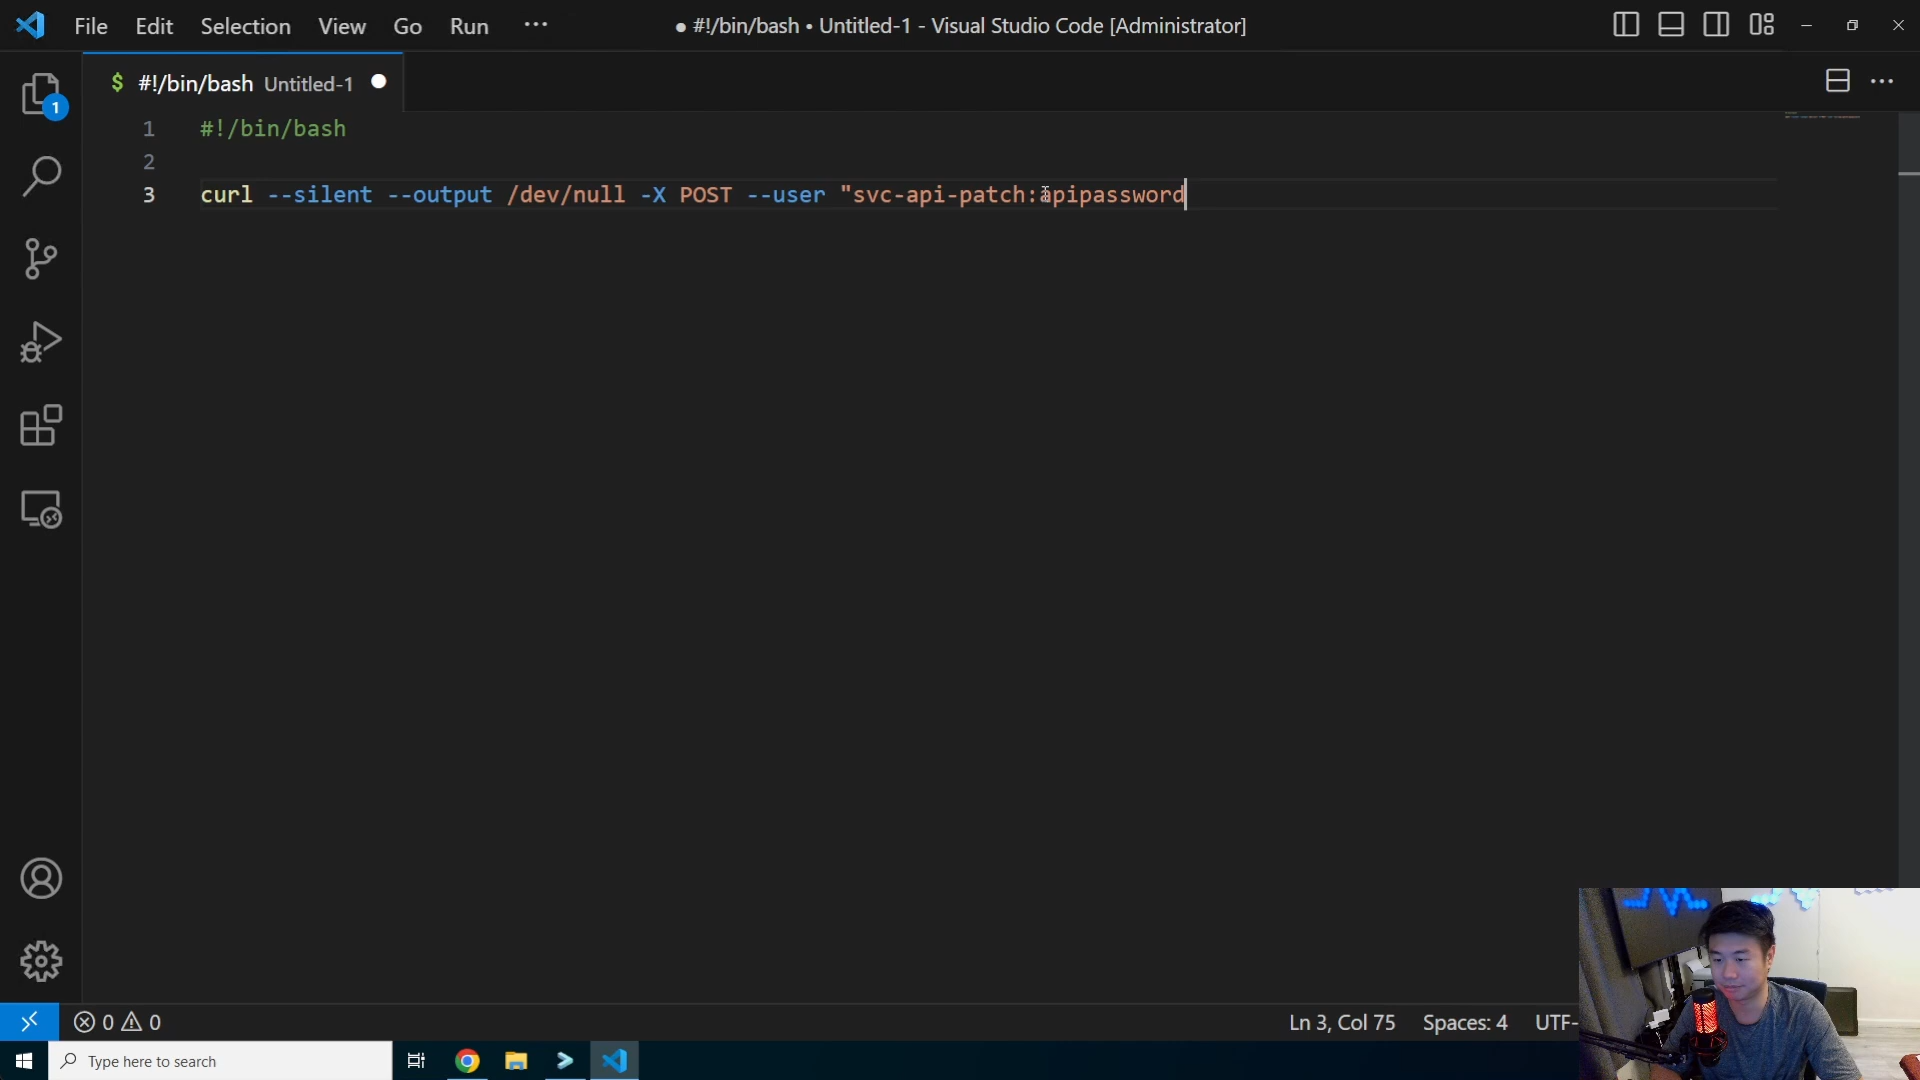 File Edit Selection View Go Run ···
● #!/bin/bash • Untitled-1 - Visual Studio Code [Administrator]
$ #!/bin/bash Untitled-1
1
1 #!/bin/bash
2
3 curl --silent --output /dev/null -X POST --user "svc-api-patch:apipassword
0 0
Ln 3, Col 75 Spaces: 4 UTF-
Type here to search